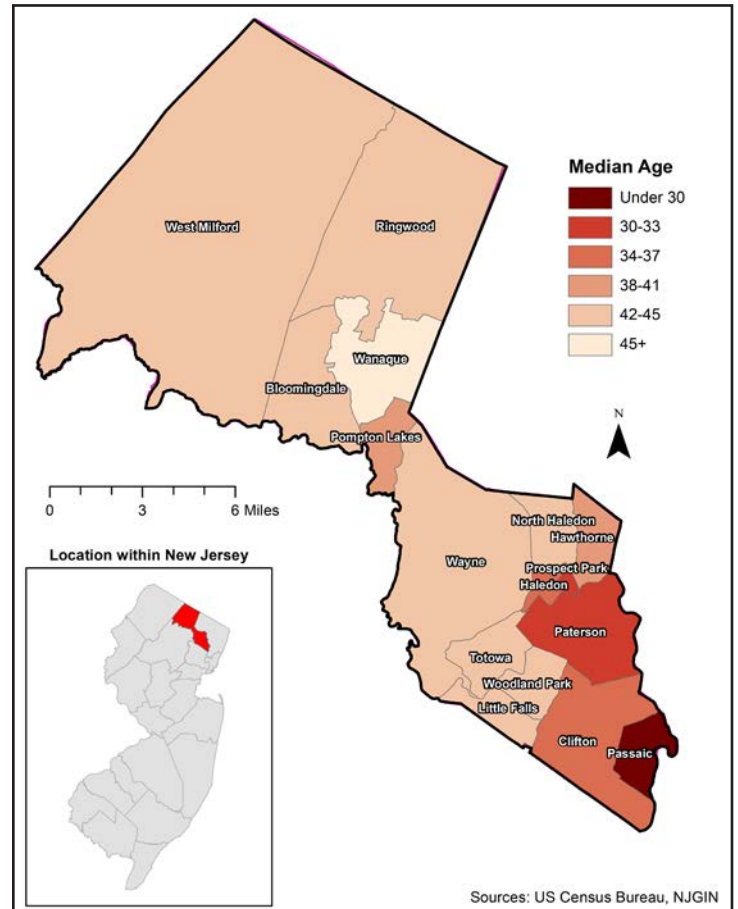 Median Age
Under 30
30-33
34-37
38-41
42-45
45+
West Milford
Ringwood
Wanaque
Bloomingdale
Pompton Lakes
N
0 3 6 Miles
North Haledon
Hawthorne
Wayne
Prospect Park
Haledon
Paterson
Totowa
Woodland Park
Little Falls
Clifton
Passaic
Location within New Jersey
Sources: US Census Bureau, NJGIN